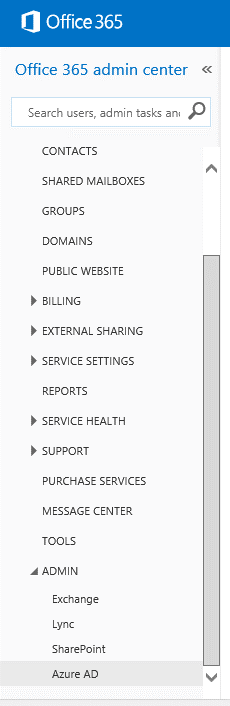 Office 365
Office 365 admin center «
Search users, admin tasks an
CONTACTS
SHARED MAILBOXES
GROUPS
DOMAINS
PUBLIC WEBSITE
BILLING
EXTERNAL SHARING
SERVICE SETTINGS
REPORTS
SERVICE HEALTH
SUPPORT
PURCHASE SERVICES
MESSAGE CENTER
TOOLS
ADMIN
Exchange
Lync
SharePoint
Azure AD